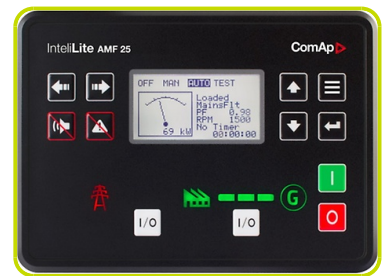 InteliLite AMF 25
ComAp
OFF MAN AUTO TEST
Loaded
MainsFlt
PF 0.98
RPM 1500
No Timer
00:00:00
69 kW
G
I
I/O
I/O
O